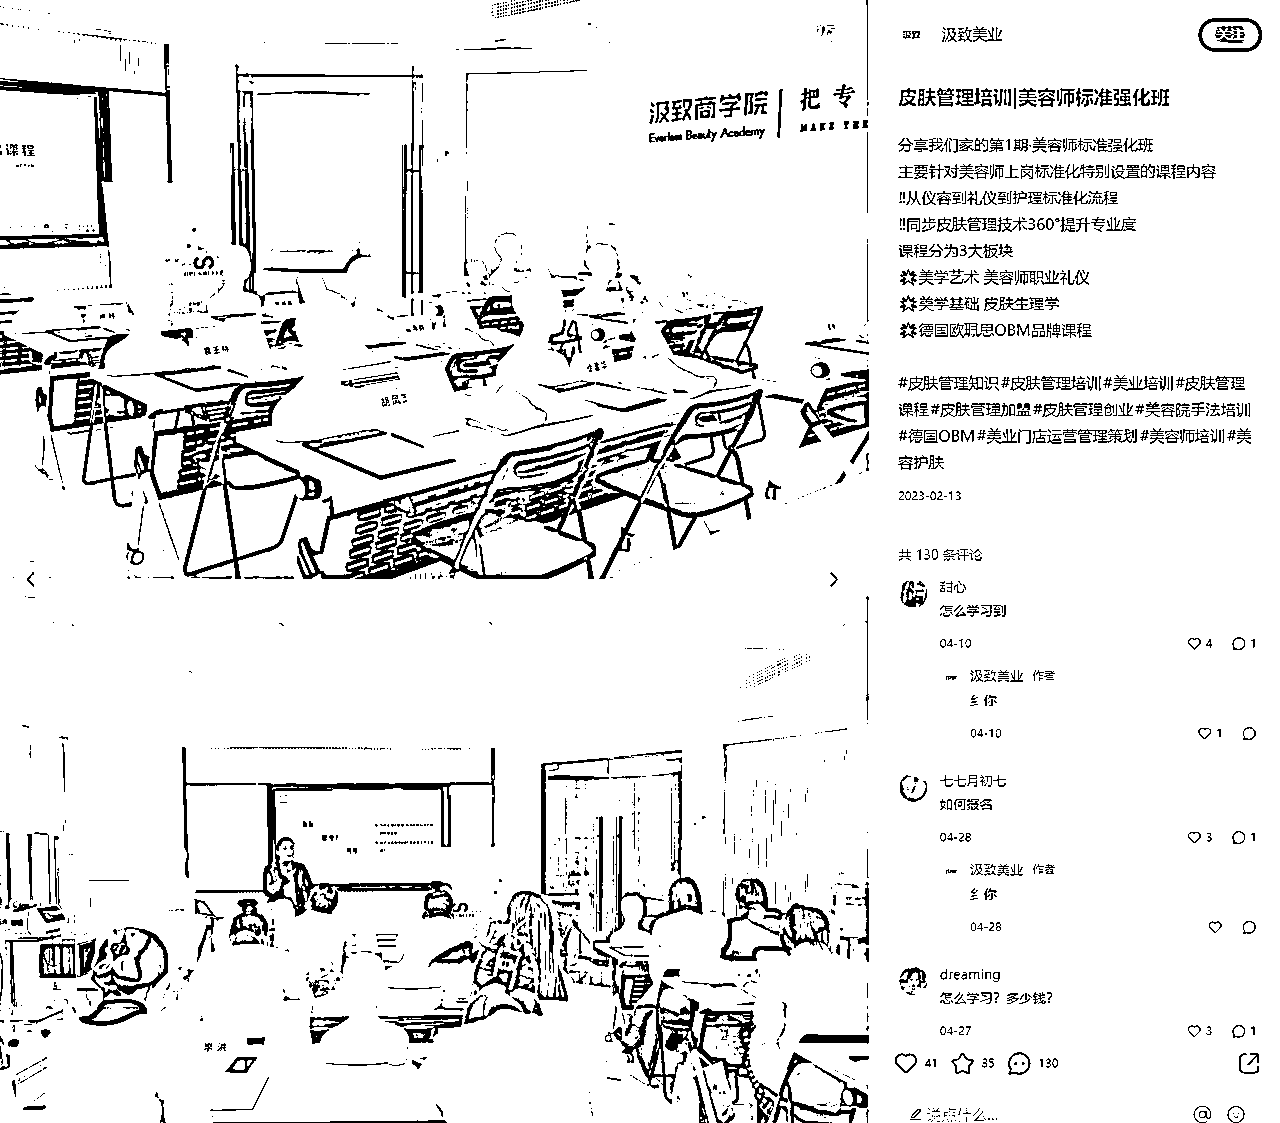 课程
汲致商学院
Everless Beauty Academy
把 专
MAKE THE
胡凤
李 洪
汲致美业
皮肤管理培训|美容师标准强化班
分享我们家的第1期·美容师标准强化班
主要针对美容师上岗标准化特别设置的课程内容
‼从仪容到礼仪到护理标准化流程
‼同步皮肤管理技术360°提升专业度
课程分为3大板块
美学艺术 美容师职业礼仪
美学基础 皮肤生理学
德国欧玑思OBM品牌课程
#皮肤管理知识 #皮肤管理培训 #美业培训 #皮肤管理
课程 #皮肤管理加盟 #皮肤管理创业 #美容院手法培训
#德国OBM #美业门店运营管理策划 #美容师培训 #美
容护肤
2023-02-13
共 130 条评论
甜心
怎么学习到
04-10
4 1
汲致美业 作者
纟 你
04-10
1
七七月初七
如何报名
04-28
3 1
汲致美业 作者
纟 你
04-28
dreaming
怎么学习？多少钱？
04-27
3 1
41 35 130
说点什么...